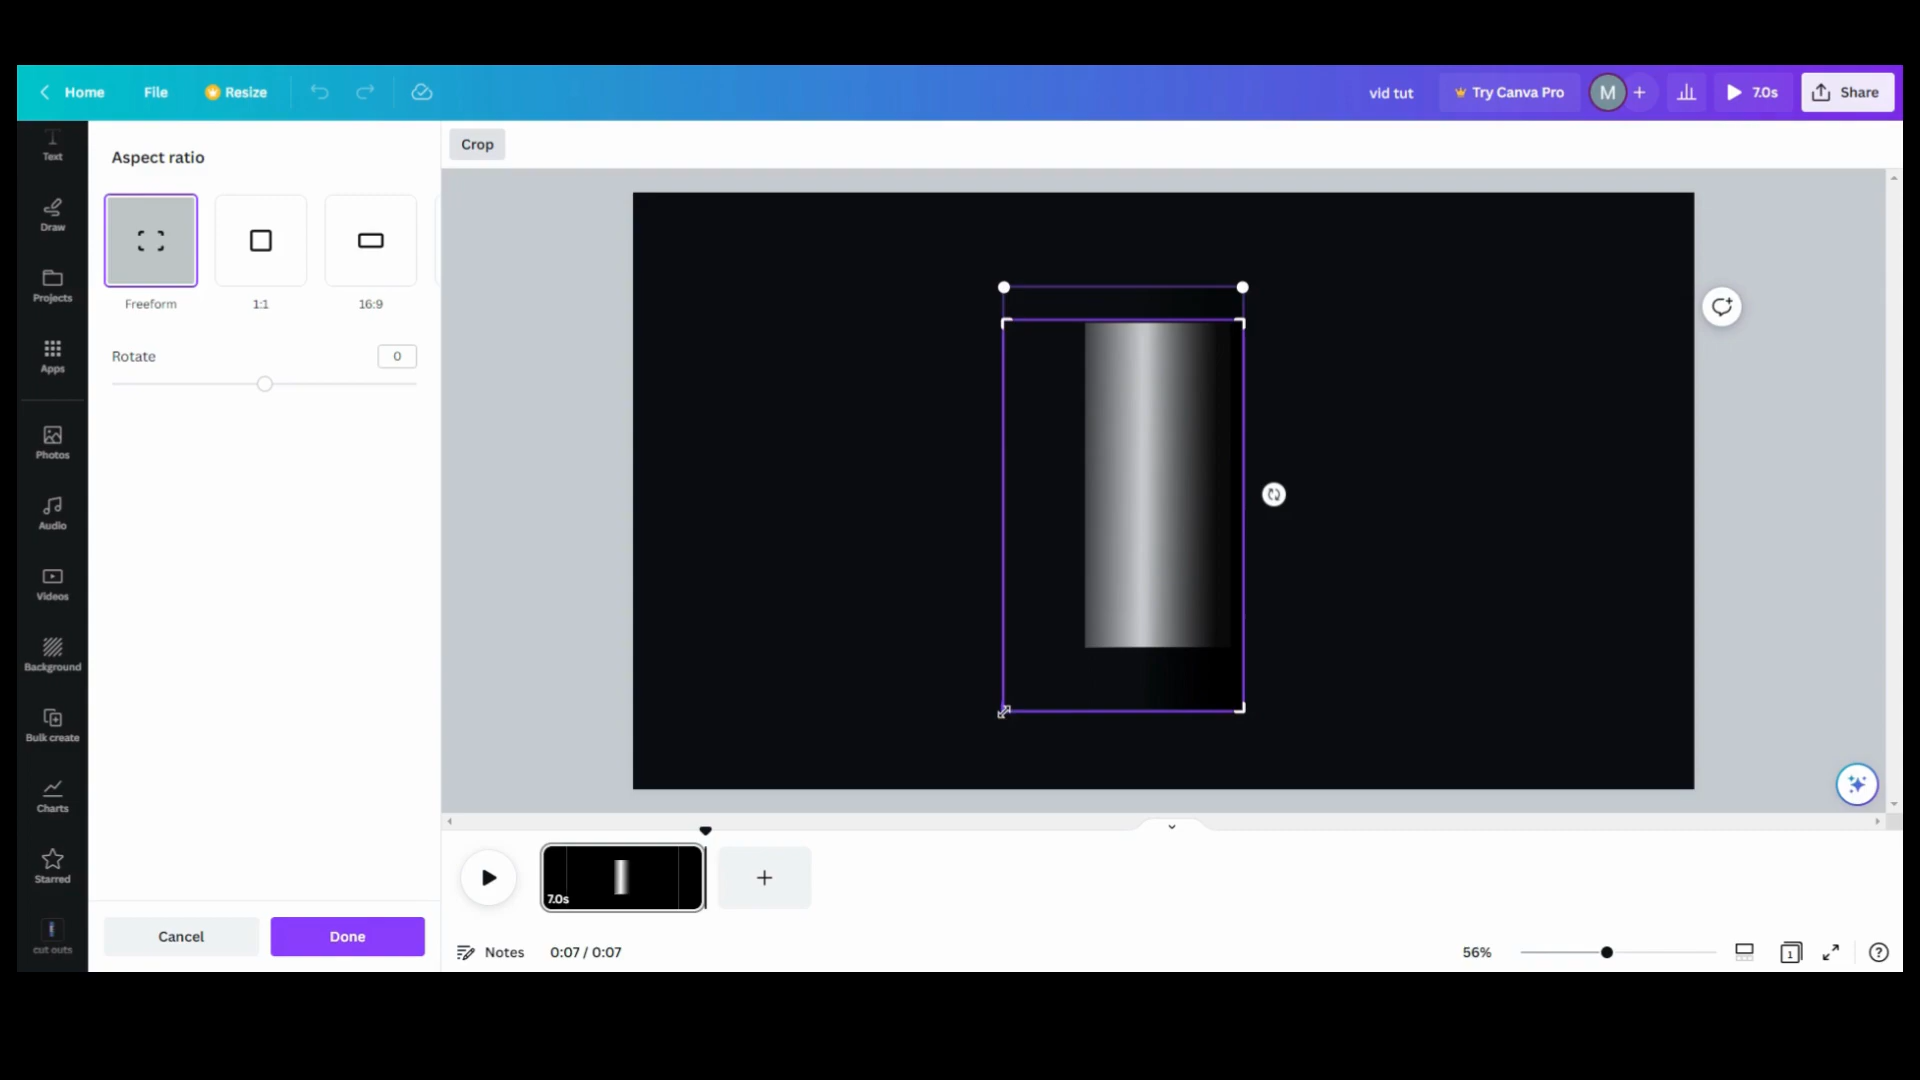 Home File Resize vid tut Try Canva Pro M 7.0s Share
Text
Draw
Projects
Apps
Photos
Audio
Videos
Background
Bulk create
Charts
Starred
cut outs
Aspect ratio
Freeform 1:1 16:9
Rotate 0
Cancel Done
Crop
7.0s
Notes 0:07 / 0:07 56% 1